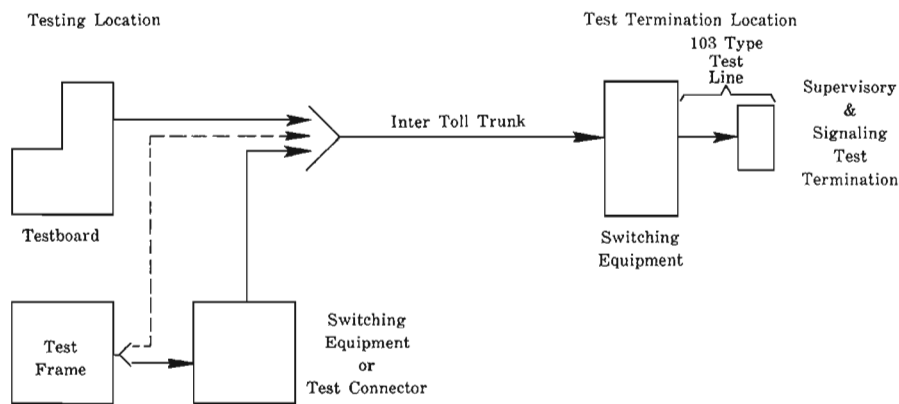 Testing Location
Test Termination Location
103 Type
Test
Line
Supervisory
&
Signaling
Test
Termination
Inter Toll Trunk
Testboard
Switching
Equipment
Test
Frame
Switching
Equipment
or
Test Connector